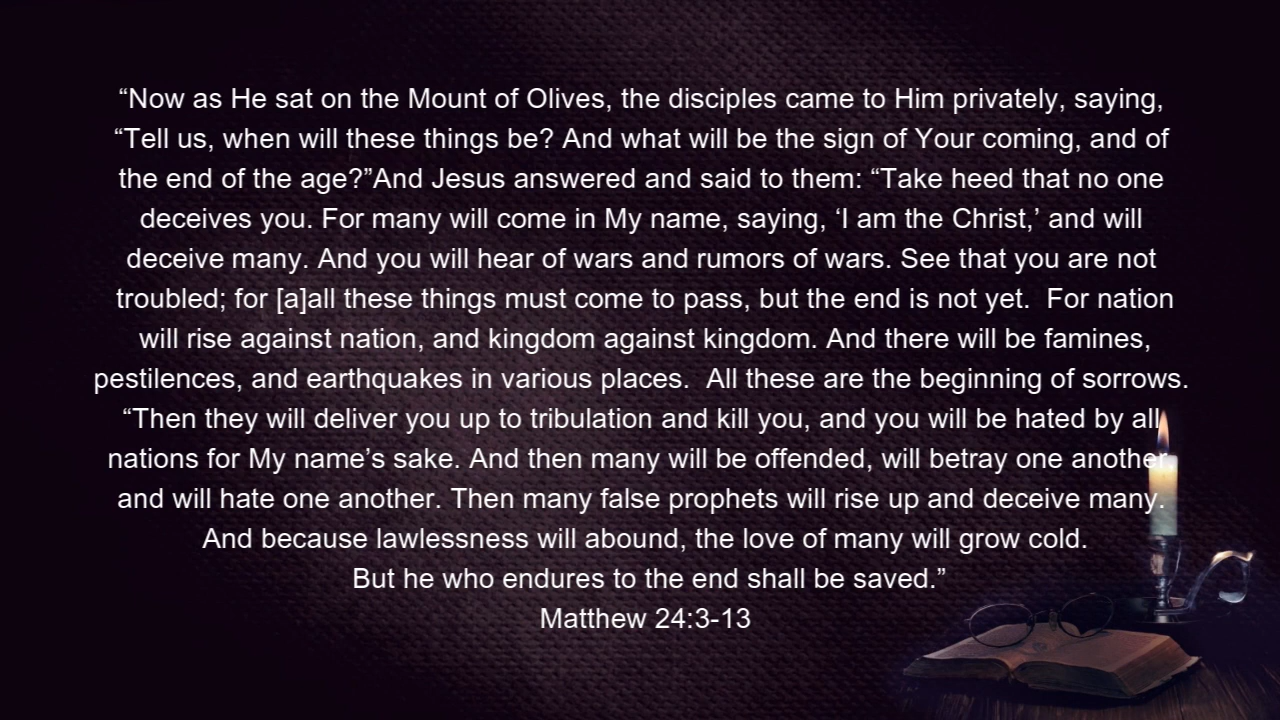 “Now as He sat on the Mount of Olives, the disciples came to Him privately, saying,
“Tell us, when will these things be? And what will be the sign of Your coming, and of
the end of the age?”And Jesus answered and said to them: “Take heed that no one
deceives you. For many will come in My name, saying, ‘I am the Christ,’ and will
deceive many. And you will hear of wars and rumors of wars. See that you are not
troubled; for [a]all these things must come to pass, but the end is not yet.  For nation
will rise against nation, and kingdom against kingdom. And there will be famines,
pestilences, and earthquakes in various places.  All these are the beginning of sorrows.
“Then they will deliver you up to tribulation and kill you, and you will be hated by all
nations for My name’s sake. And then many will be offended, will betray one another,
and will hate one another. Then many false prophets will rise up and deceive many.
And because lawlessness will abound, the love of many will grow cold.
But he who endures to the end shall be saved.”
Matthew 24:3-13